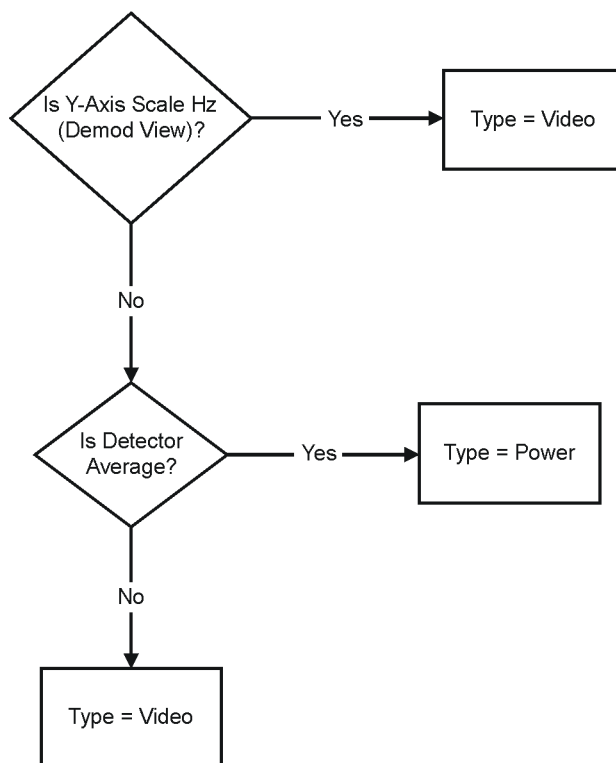 Is Y-Axis Scale Hz
(Demod View)?
Yes
Type = Video
No
Is Detector
Average?
Yes
Type = Power
No
Type = Video